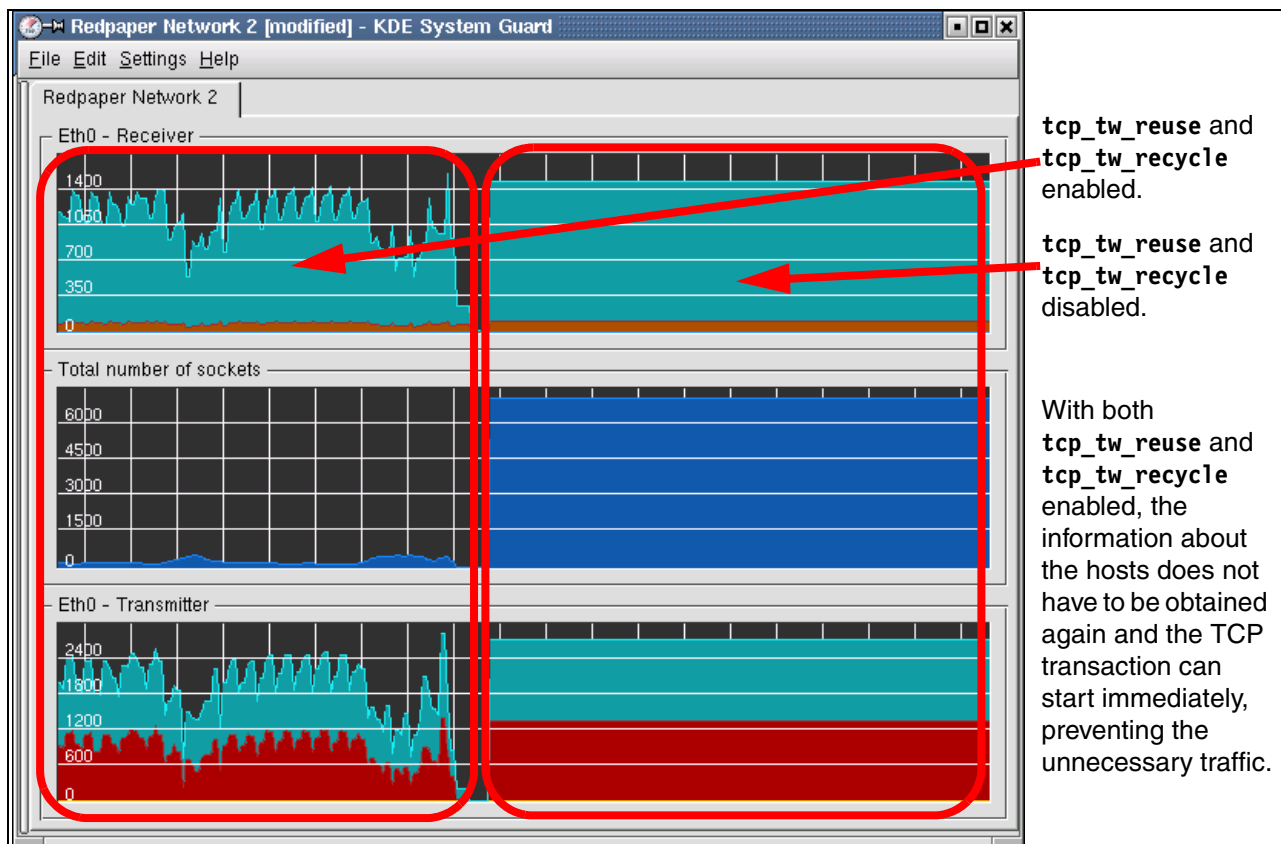 Redpaper Network 2 [modified] - KDE System Guard
File Edit Settings Help
Redpaper Network 2
Eth0 - Receiver
1400
1050
700
350
0
Total number of sockets
6000
4500
3000
1500
0
Eth0 - Transmitter
2400
1800
1200
600
0
tcp_tw_reuse and
tcp_tw_recycle
enabled.
tcp_tw_reuse and
tcp_tw_recycle
disabled.
With both
tcp_tw_reuse and
tcp_tw_recycle
enabled, the
information about
the hosts does not
have to be obtained
again and the TCP
transaction can
start immediately,
preventing the
unnecessary traffic.